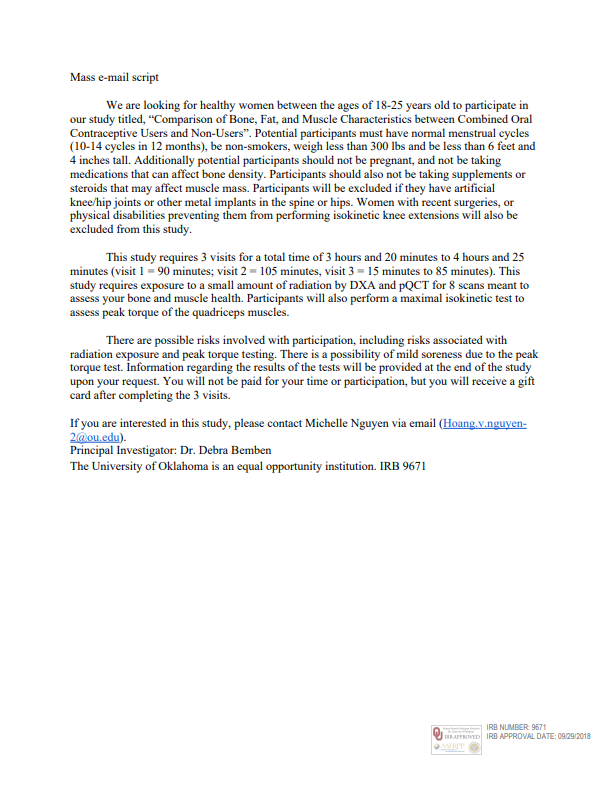 Mass e-mail script
We are looking for healthy women between the ages of 18-25 years old to participate in
our study titled, “Comparison of Bone, Fat, and Muscle Characteristics between Combined Oral
Contraceptive Users and Non-Users”. Potential participants must have normal menstrual cycles
(10-14 cycles in 12 months), be non-smokers, weigh less than 300 lbs and be less than 6 feet and
4 inches tall. Additionally potential participants should not be pregnant, and not be taking
medications that can affect bone density. Participants should also not be taking supplements or
steroids that may affect muscle mass. Participants will be excluded if they have artificial
knee/hip joints or other metal implants in the spine or hips. Women with recent surgeries, or
physical disabilities preventing them from performing isokinetic knee extensions will also be
excluded from this study.
This study requires 3 visits for a total time of 3 hours and 20 minutes to 4 hours and 25
minutes (visit 1 = 90 minutes; visit 2 = 105 minutes, visit 3 = 15 minutes to 85 minutes). This
study requires exposure to a small amount of radiation by DXA and pQCT for 8 scans meant to
assess your bone and muscle health. Participants will also perform a maximal isokinetic test to
assess peak torque of the quadriceps muscles.
There are possible risks involved with participation, including risks associated with
radiation exposure and peak torque testing. There is a possibility of mild soreness due to the peak
torque test. Information regarding the results of the tests will be provided at the end of the study
upon your request. You will not be paid for your time or participation, but you will receive a gift
card after completing the 3 visits.
If you are interested in this study, please contact Michelle Nguyen via email (Hoang.v.nguyen-
2@ou.edu).
Principal Investigator: Dr. Debra Bemben
The University of Oklahoma is an equal opportunity institution. IRB 9671
IRB APPROVED
IRB NUMBER: 9671
IRB APPROVAL DATE: 09/29/2018